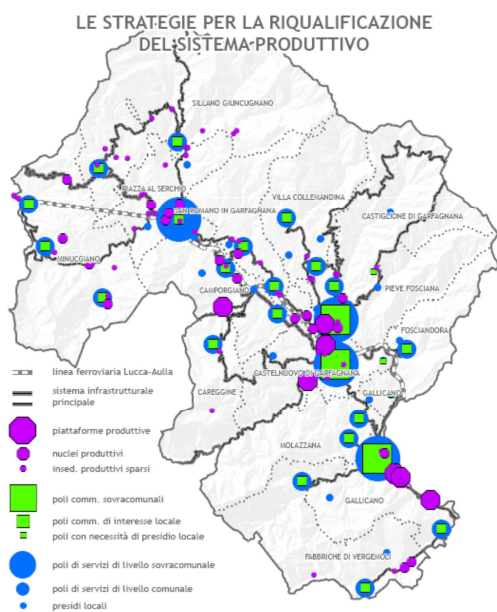 LE STRATEGIE PER LA RIQUALIFICAZIONE
DEL SISTEMA PRODUTTIVO
SILLANO GIUNCUGNANO
PIAZZA AL SERCHIO
VILLA COLLEMANDINA
SAN ROMANO IN GARFAGNANA
CASTIGLIONE DI GARFAGNANA
MINUCCIANO
CAMPORGIANO
PIEVE FOSCIANA
FOSCIANDORA
CASTELNUOVO DI GARFAGNANA
CAREGGINE
GALLICANO
MOLAZZANA
GALLICANO
FABBRICHE DI VERGEMOLI
linea ferroviaria Lucca-Aulla
sistema infrastrutturale
principale
piattaforme produttive
nuclei produttivi
insed. produttivi sparsi
poli comm. sovracomunali
poli comm. di interesse locale
poli con necessità di presidio locale
poli di servizi di livello sovracomunale
poli di servizi di livello comunale
presidi locali